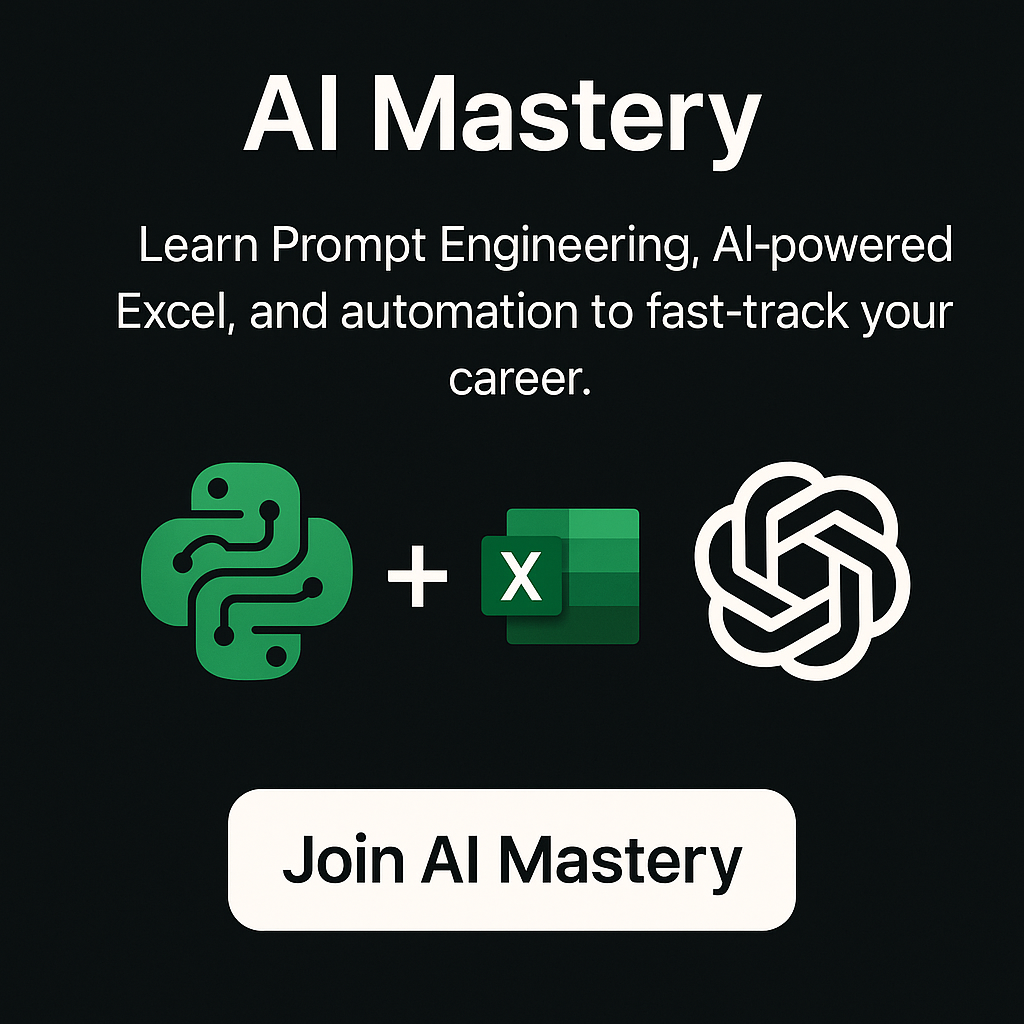 AI Mastery
Learn Prompt Engineering, AI-powered
Excel, and automation to fast-track your
career.
+
X
Join AI Mastery